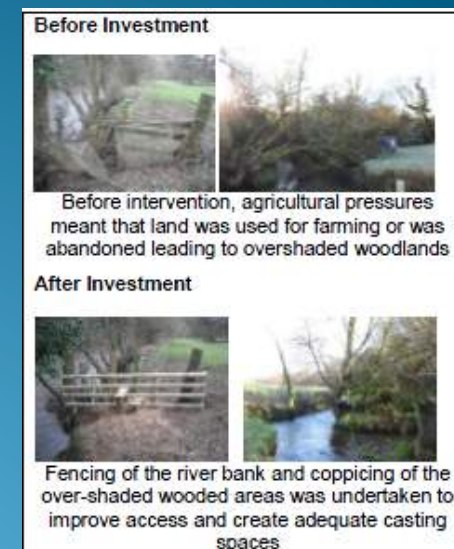 Before Investment
Before intervention, agricultural pressures
meant that land was used for farming or was
abandoned leading to overshaded woodlands
After Investment
Fencing of the river bank and coppicing of the
over-shaded wooded areas was undertaken to
improve access and create adequate casting
spaces